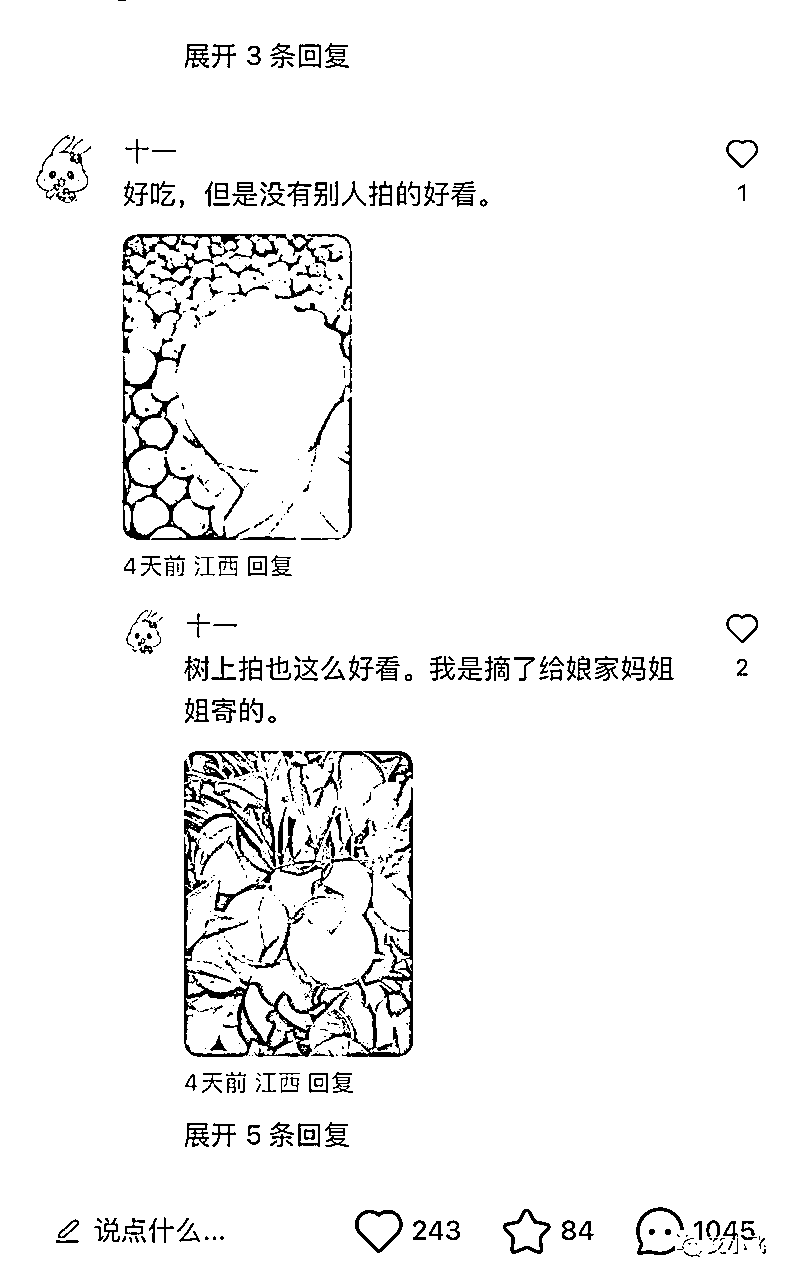 展开 3 条回复
十一
好吃，但是没有别人拍的好看。
1
4天前 江西 回复
十一
树上拍也这么好看。我是摘了给娘家妈姐
姐寄的。
2
4天前 江西 回复
展开 5 条回复
说点什么... 243 84 1045